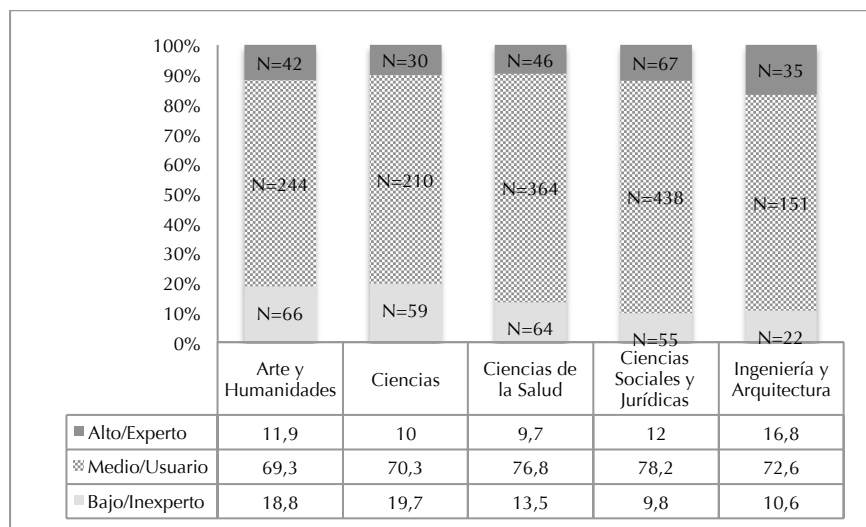 100%
90%
80%
70%
60%
50%
40%
30%
20%
10%
0%
N=42 N=30 N=46 N=67 N=35
N=244 N=210 N=364 N=438 N=151
N=66 N=59 N=64 N=55 N=22
Arte y
Humanidades
Ciencias
Ciencias de
la Salud
Ciencias
Sociales y
Jurídicas
Ingeniería y
Arquitectura
Alto/Experto 11,9 10 9,7 12 16,8
Medio/Usuario 69,3 70,3 76,8 78,2 72,6
Bajo/Inexperto 18,8 19,7 13,5 9,8 10,6